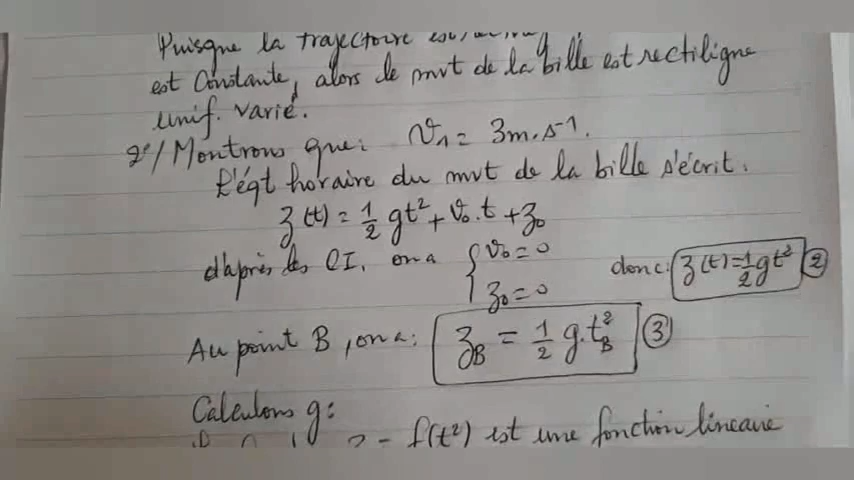 Puisque la trajectoire
est constante, alors le mvt de la bille est rectiligne
unif. varié.
2°/ Montrons que: v₁ = 3m.s⁻¹.
L'éqt horaire du mvt de la bille s'écrit.
z(t) = 1/2 gt² + v₀.t + z₀
d'après les CI, on a { v₀ = 0
z₀ = 0
donc: z(t) = 1/2 gt² ②
Au point B, on a: z_B = 1/2 g.t_B² ③
Calculons g:
= f(t²) est une fonction linéaire